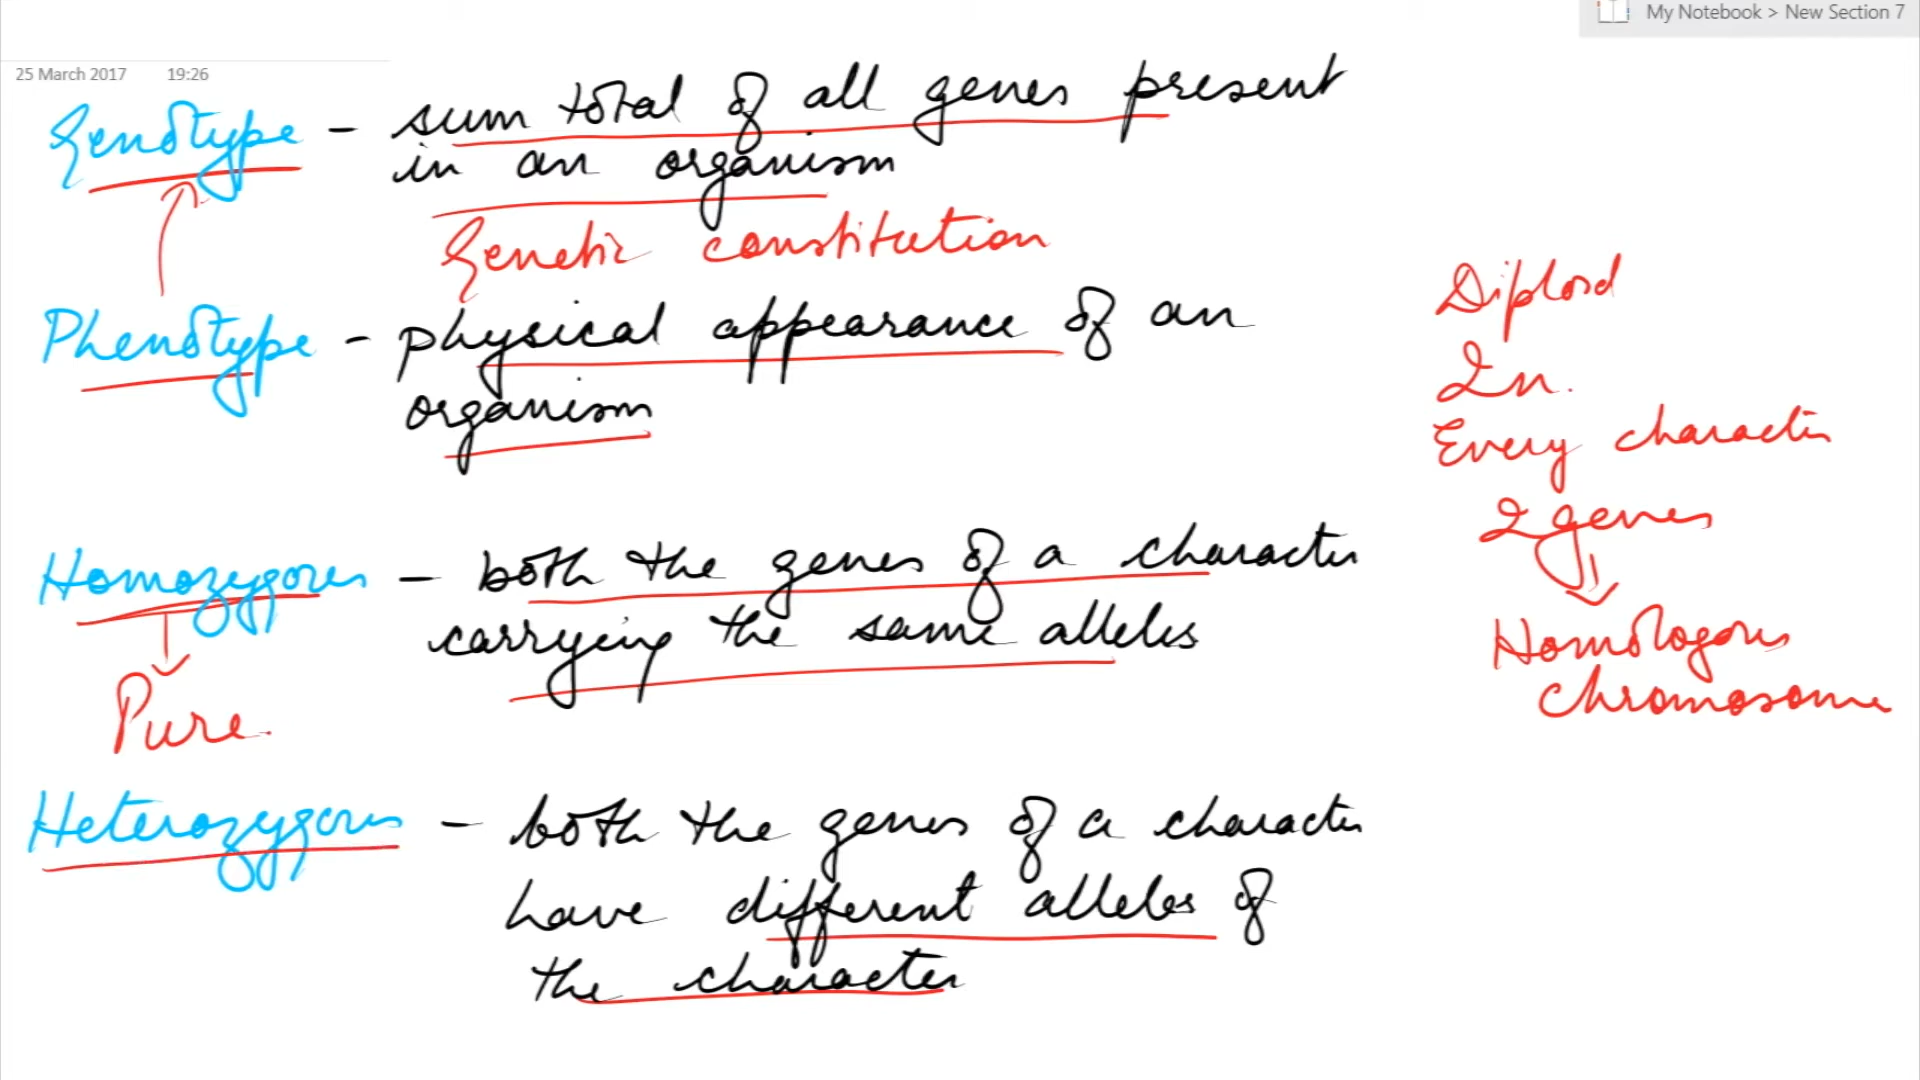 My Notebook > New Section 7
25 March 2017 19:26
Genotype - sum total of all genes present
in an organism
Genetic constitution
Phenotype - physical appearance of an
organism
Homozygous - both the genes of a character
carrying the same alleles
Pure.
Heterozygous - both the genes of a character
have different alleles of
the character
Diploid
2n.
Every character
2 genes
Homologous
chromosome